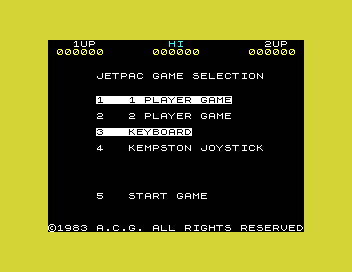 1UP HI 2UP
000000 000000 000000
JETPAC GAME SELECTION
1 1 PLAYER GAME
2 2 PLAYER GAME
3 KEYBOARD
4 KEMPSTON JOYSTICK
5 START GAME
©1983 A.C.G. ALL RIGHTS RESERVED